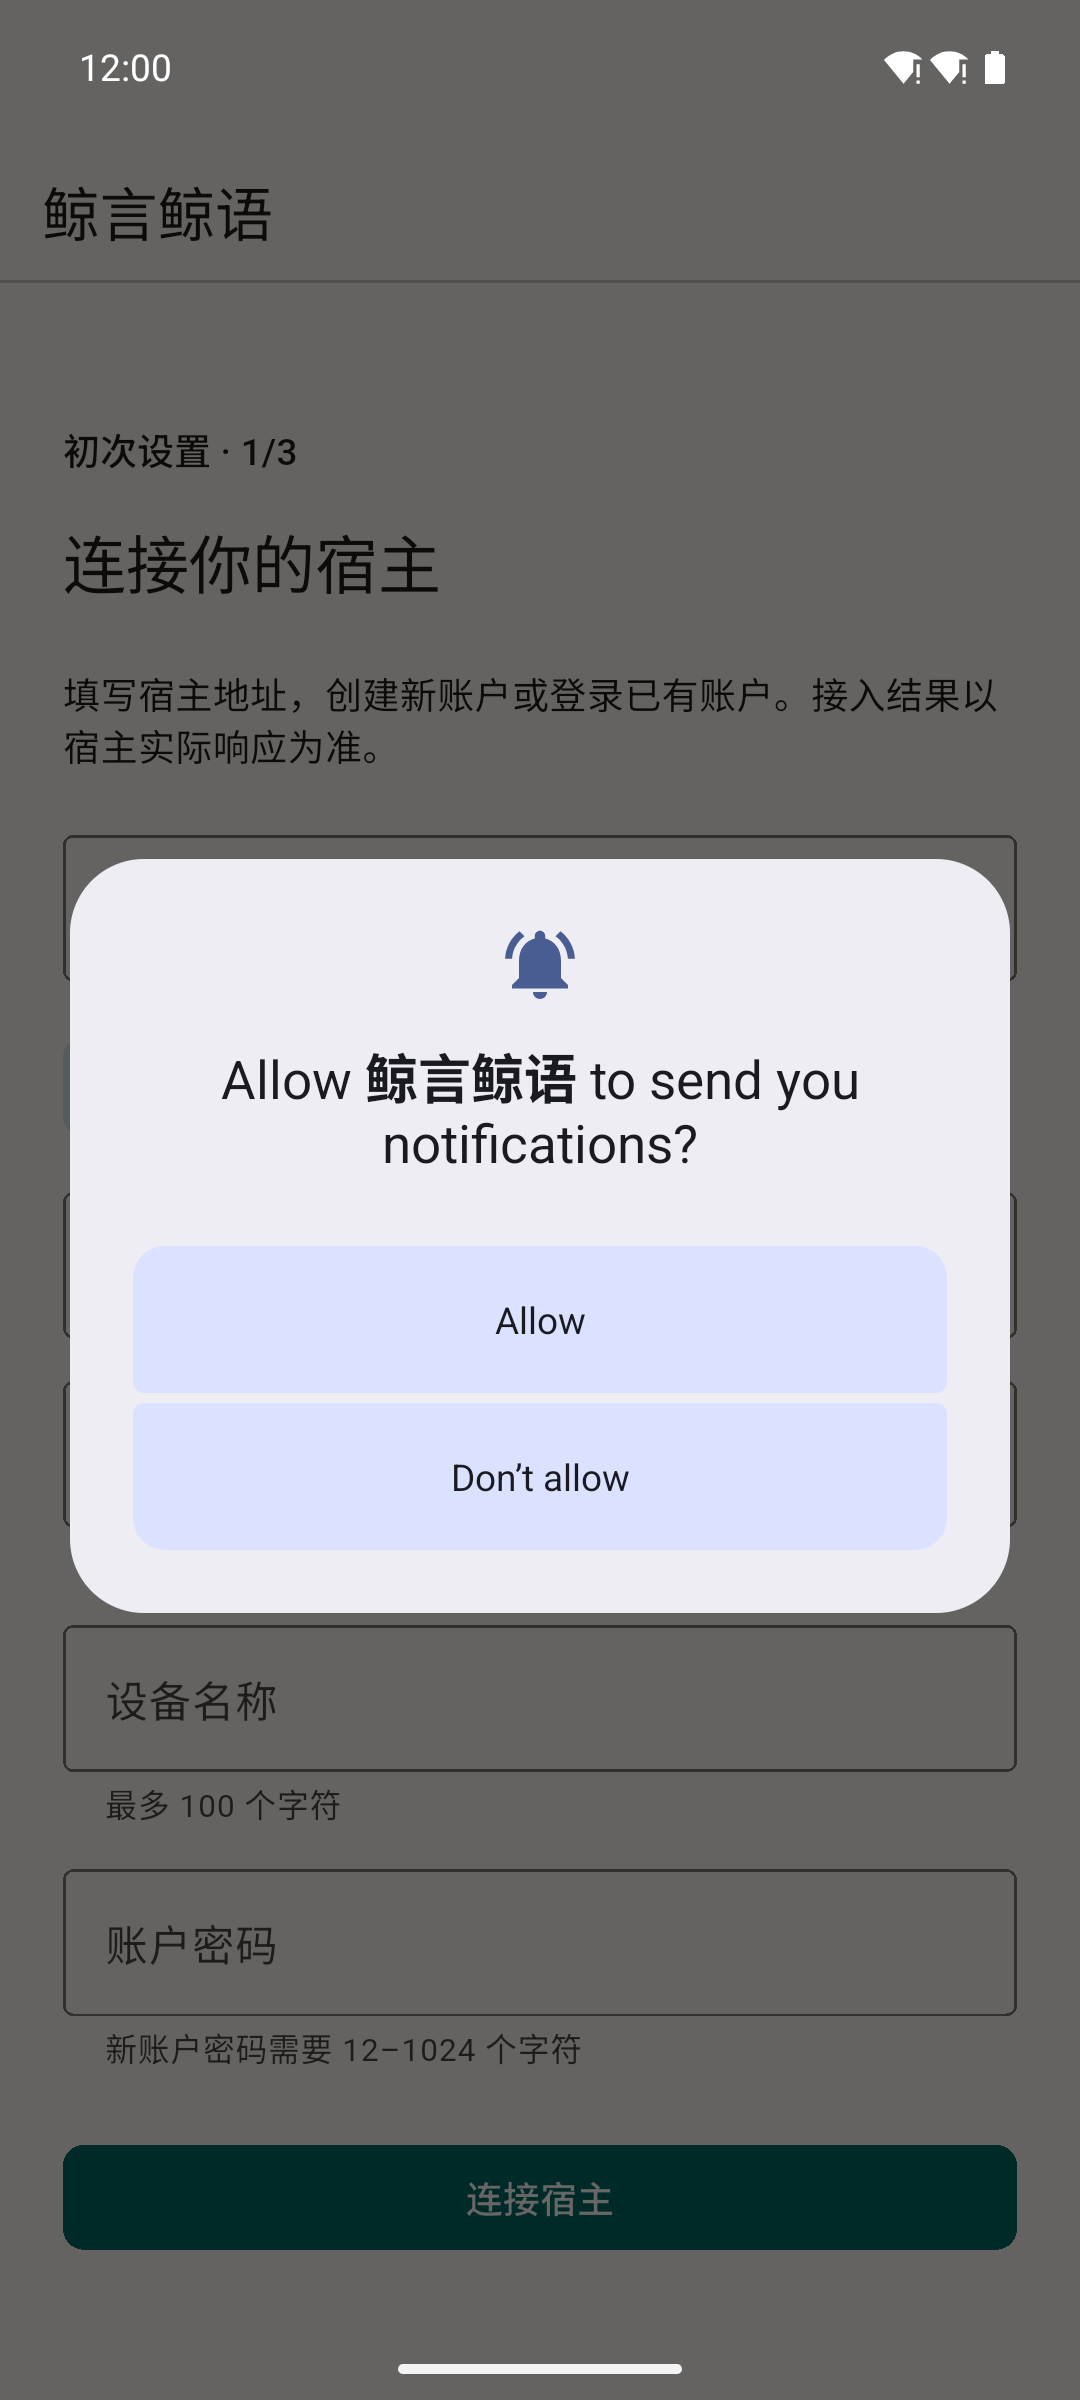 12:00
鲸言鲸语
初次设置 · 1/3
连接你的宿主
填写宿主地址，创建新账户或登录已有账户。接入结果以
宿主实际响应为准。
Allow 鲸言鲸语 to send you
notifications?
Allow
Don’t allow
设备名称
最多 100 个字符
账户密码
新账户密码需要 12–1024 个字符
连接宿主